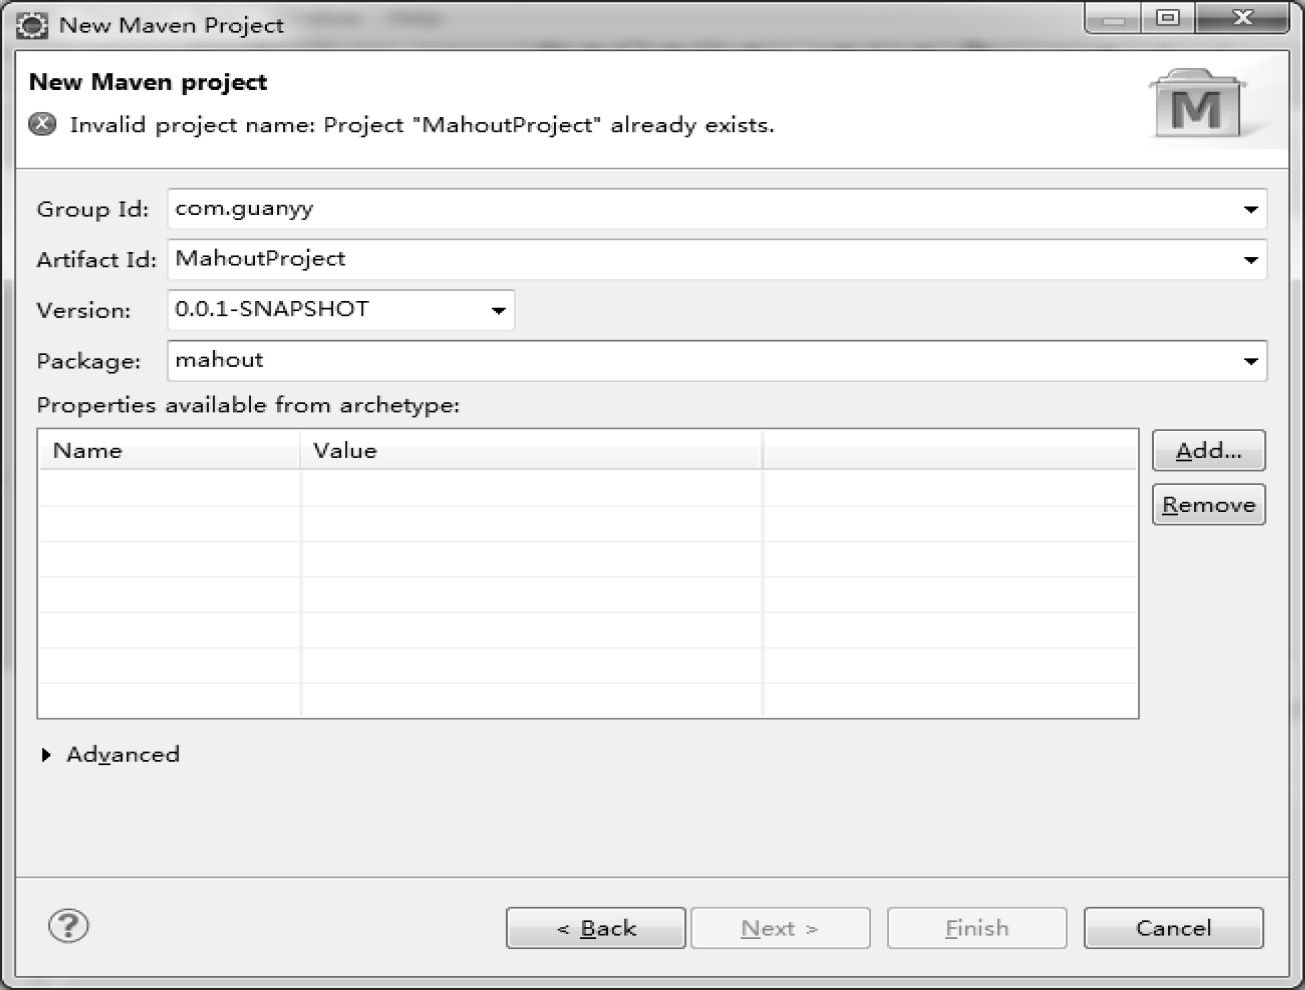 New Maven Project
New Maven project
Invalid project name: Project "MahoutProject" already exists.
M
Group Id: com.guanyy
Artifact Id: MahoutProject
Version: 0.0.1-SNAPSHOT
Package: mahout
Properties available from archetype:
Name Value
Add...
Remove
Advanced
? < Back Next > Finish Cancel